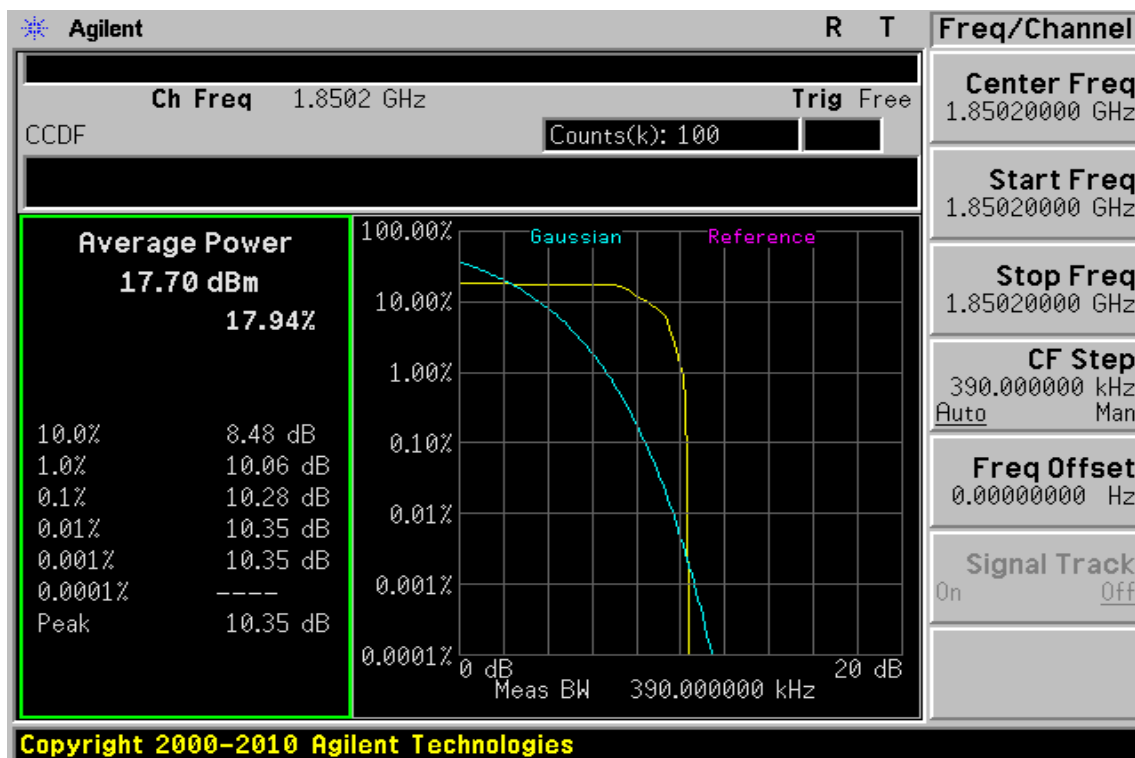 Agilent R T Freq/Channel
Ch Freq 1.8502 GHz Trig Free
CCDF Counts(k): 100
Average Power
17.70 dBm
17.94%
10.0% 8.48 dB
1.0% 10.06 dB
0.1% 10.28 dB
0.01% 10.35 dB
0.001% 10.35 dB
0.0001% ----
Peak 10.35 dB
Gaussian Reference
100.00%
10.00%
1.00%
0.10%
0.01%
0.001%
0.0001%
0 dB 20 dB
Meas BW 390.000000 kHz
Center Freq
1.85020000 GHz
Start Freq
1.85020000 GHz
Stop Freq
1.85020000 GHz
CF Step
390.000000 kHz
Auto Man
Freq Offset
0.00000000 Hz
Signal Track
On Off
Copyright 2000-2010 Agilent Technologies